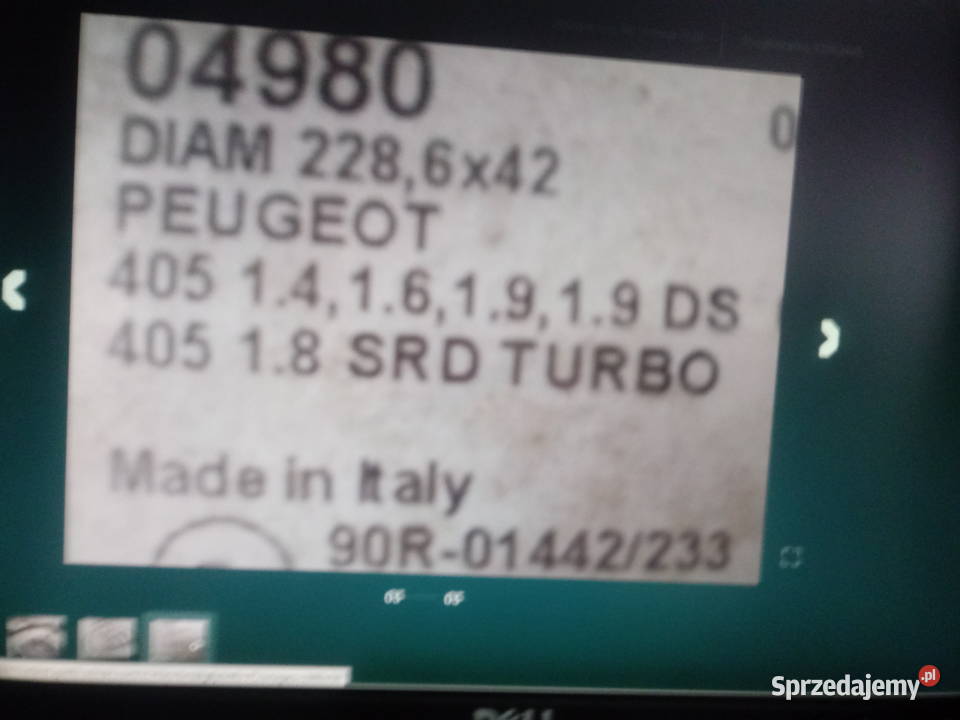 04980
0
DIAM 228,6x42
PEUGEOT
405 1.4,1.6,1.9,1.9 DS
405 1.8 SRD TURBO
Made in Italy
90R-01442/233
Sprzedajemy.pl